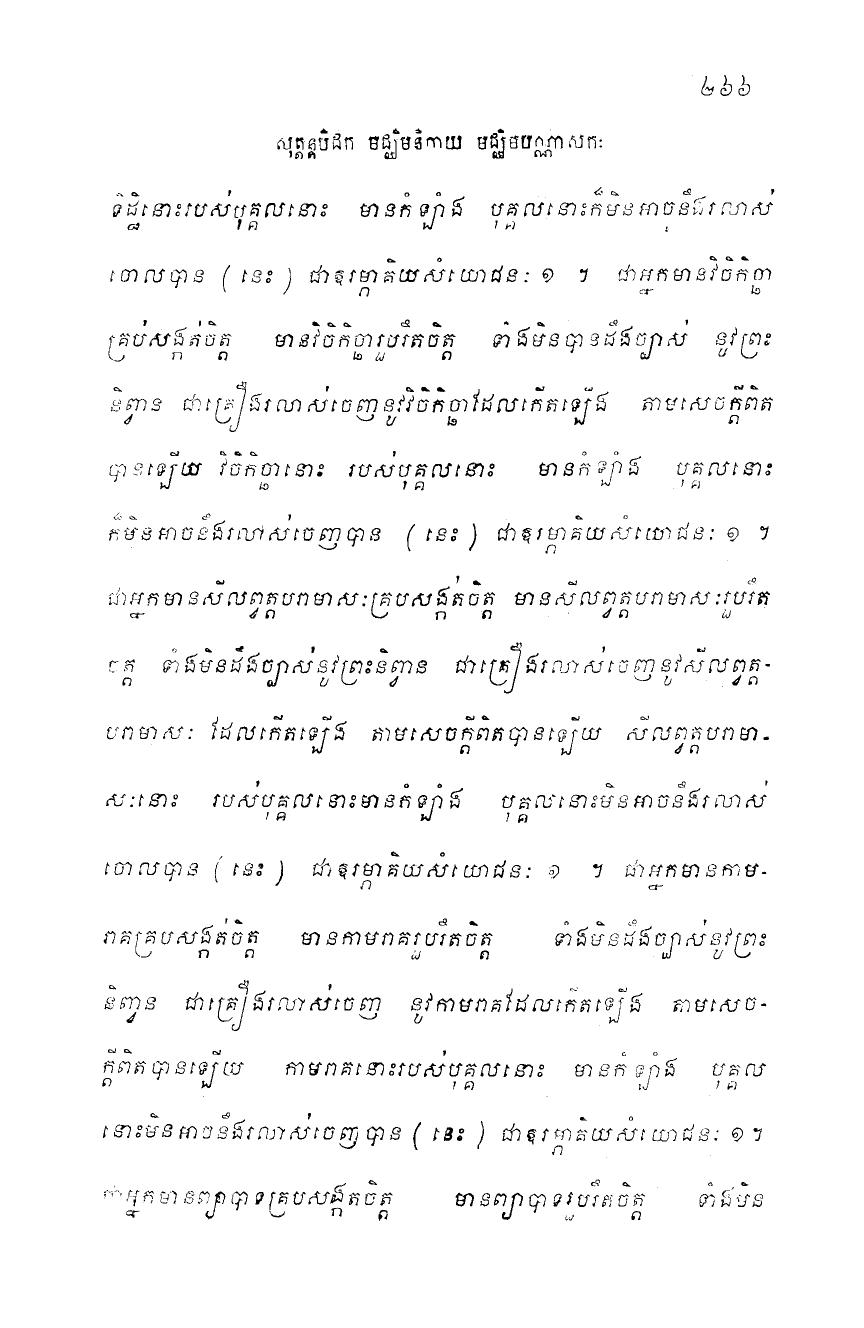 ២៦៦
សុត្តន្តបិដក មជ្ឈិមនិកាយ មជ្ឈិមបណ្ណាសកៈ
ទិដ្ឋិនោះរបស់បុគ្គលនោះ មានកំឡាំង បុគ្គលនោះក៏មិនអាចនឹងរលាស់
ចោលបាន ( នេះ ) ជាឱរម្ភាគិយសំយោជនៈ ១ ។ ជាអ្នកមានវិចិកិច្ឆា
គ្រប់សង្កត់ចិត្ត មានវិចិកិច្ឆារួបរឹតចិត្ត ទាំងមិនបានដឹងច្បាស់ នូវព្រះ
និព្វាន ជាគ្រឿងរលាស់ចេញនូវវិចិកិច្ឆាដែលកើតឡើង តាមសេចក្តីពិត
បានឡើយ វិចិកិច្ឆានោះ របស់បុគ្គលនោះ មានកំឡាំង បុគ្គលនោះ
ក៏មិនអាចនឹងរលាស់ចេញបាន ( នេះ ) ជាឱរម្ភាគិយសំយោជនៈ ១ ។
ជាអ្នកមានសីលព្វត្តបរាមាសៈគ្របសង្កត់ចិត្ត មានសីលព្វត្តបរាមាសៈរួបរឹត
ចិត្ត ទាំងមិនដឹងច្បាស់នូវព្រះនិព្វាន ជាគ្រឿងរលាស់ចេញនូវសីលព្វត្ត-
បរាមាសៈ ដែលកើតឡើង តាមសេចក្តីពិតបានឡើយ សីលព្វត្តបរាមា-
សៈនោះ របស់បុគ្គលនោះមានកំឡាំង បុគ្គលនោះមិនអាចនឹងរលាស់
ចោលបាន ( នេះ ) ជាឱរម្ភាគិយសំយោជនៈ ១ ។ ជាអ្នកមានកាម-
រាគគ្របសង្កត់ចិត្ត មានកាមរាគរួបរឹតចិត្ត ទាំងមិនដឹងច្បាស់នូវព្រះ
និព្វាន ជាគ្រឿងរលាស់ចេញ នូវកាមរាគដែលកើតឡើង តាមសេច-
ក្តីពិតបានឡើយ កាមរាគនោះរបស់បុគ្គលនោះ មានកំឡាំង បុគ្គល
នោះមិនអាចនឹងរលាស់ចេញបាន ( នេះ ) ជាឱរម្ភាគិយសំយោជនៈ ១ ។
ជាអ្នកមានព្យាបាទគ្របសង្កត់ចិត្ត មានព្យាបាទរួបរឹតចិត្ត ទាំងមិន